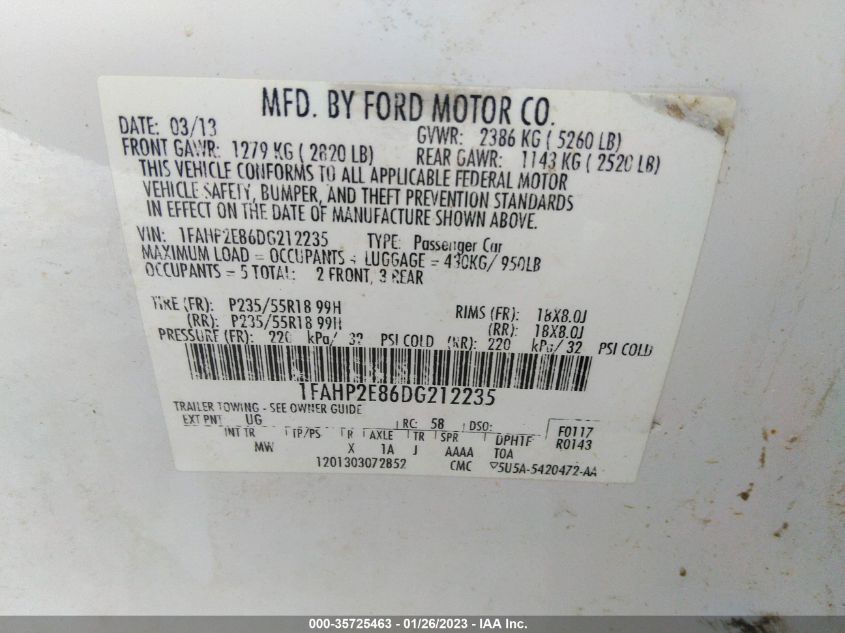 MFD. BY FORD MOTOR CO.
DATE: 03/13 GVWR: 2386 KG ( 5260 LB)
FRONT GAWR: 1279 KG ( 2820 LB) REAR GAWR: 1143 KG ( 2520 LB)
THIS VEHICLE CONFORMS TO ALL APPLICABLE FEDERAL MOTOR
VEHICLE SAFETY, BUMPER, AND THEFT PREVENTION STANDARDS
IN EFFECT ON THE DATE OF MANUFACTURE SHOWN ABOVE.
VIN: 1FAHP2E86DG212235 TYPE: Passenger Car
MAXIMUM LOAD = OCCUPANTS + LUGGAGE = 430KG/ 950LB
OCCUPANTS = 5 TOTAL: 2 FRONT, 3 REAR
TIRE (FR): P235/55R18 99H RIMS (FR): 18X8.0J
(RR): P235/55R18 99H (RR): 18X8.0J
PRESSURE (FR): 220 kPa/ 32 PSI COLD (RR): 220 kPa/ 32 PSI COLD
1FAHP2E86DG212235
TRAILER TOWING - SEE OWNER GUIDE
EXT PNT: UG RC: 58 DSO: F0117
INT TR TP/PS R AXLE TR SPR DPHTF R0143
MW X 1A J AAAA TOA
1201303072852 CMC ▽5U5A-5420472-AA
000-35725463 - 01/26/2023 - IAA Inc.